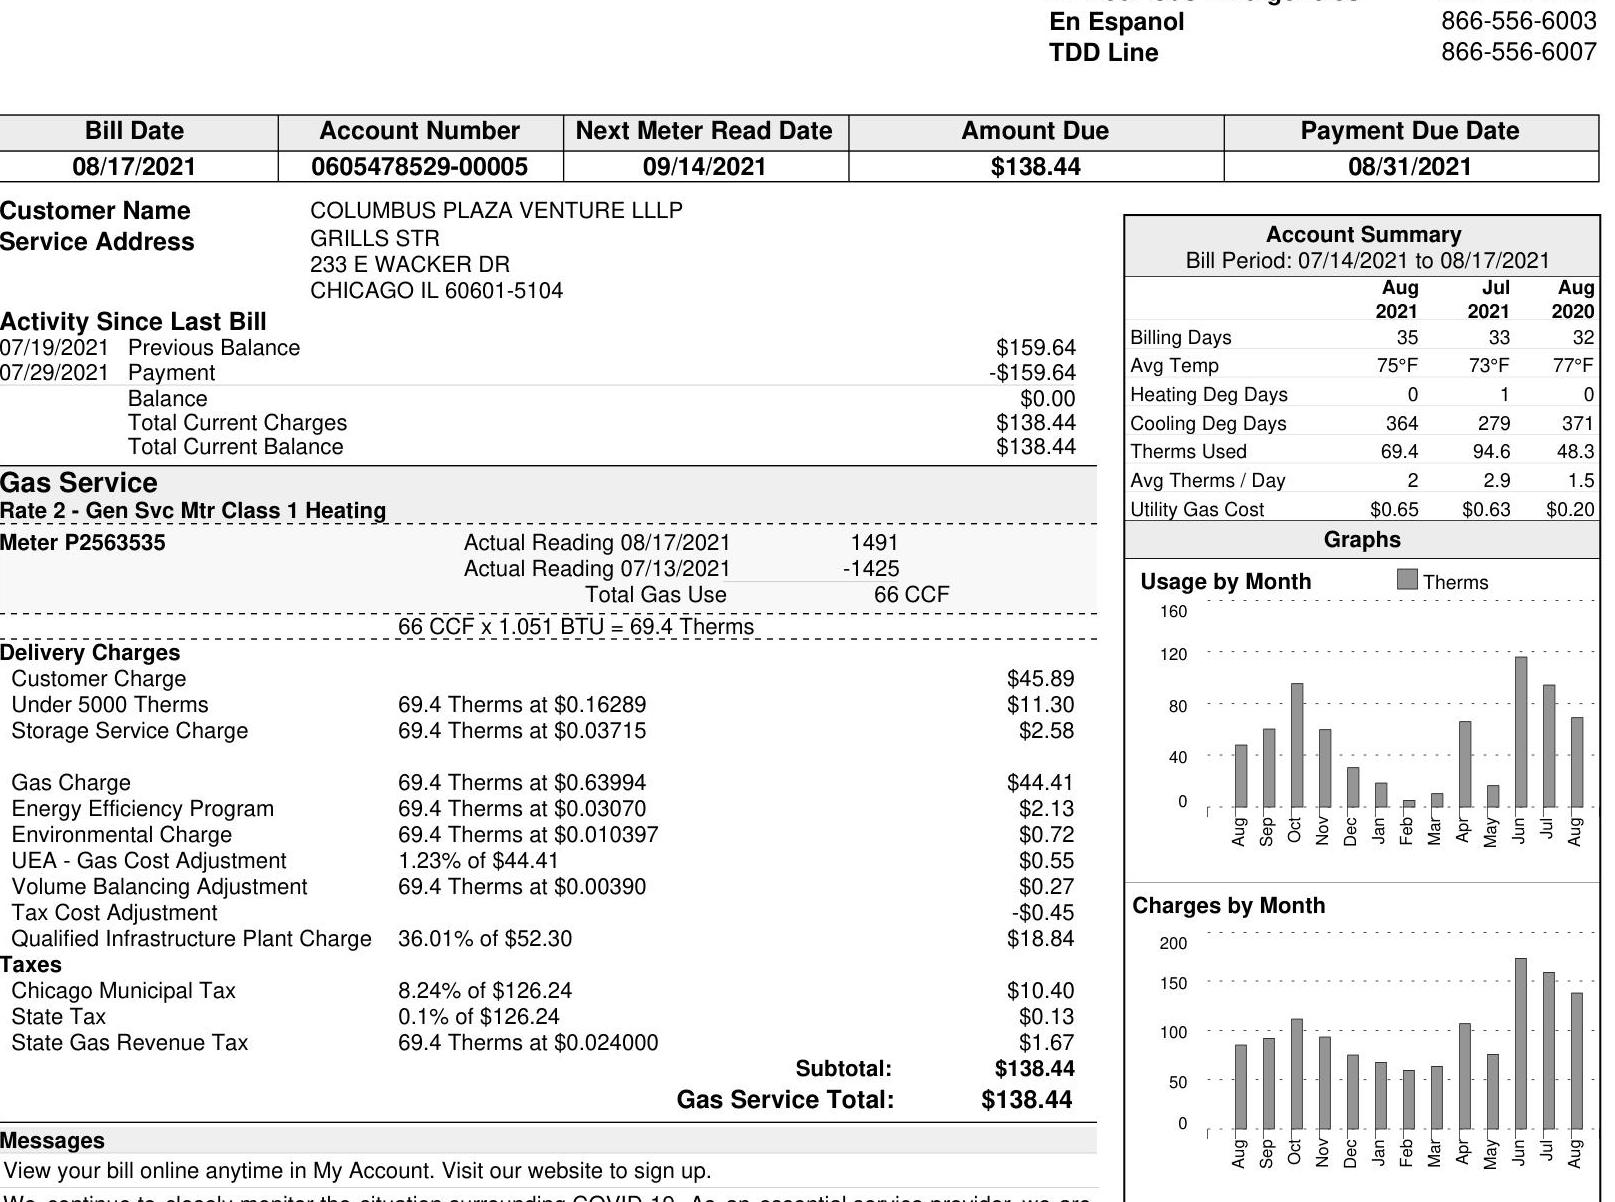 En Espanol 866-556-6003
TDD Line 866-556-6007
Bill Date Account Number Next Meter Read Date Amount Due Payment Due Date
08/17/2021 0605478529-00005 09/14/2021 $138.44 08/31/2021
Customer Name COLUMBUS PLAZA VENTURE LLLP
Service Address GRILLS STR
233 E WACKER DR
CHICAGO IL 60601-5104
Activity Since Last Bill
07/19/2021 Previous Balance $159.64
07/29/2021 Payment -$159.64
Balance $0.00
Total Current Charges $138.44
Total Current Balance $138.44
Gas Service
Rate 2 - Gen Svc Mtr Class 1 Heating
Meter P2563535 Actual Reading 08/17/2021 1491
Actual Reading 07/13/2021 -1425
Total Gas Use 66 CCF
66 CCF x 1.051 BTU = 69.4 Therms
Delivery Charges
Customer Charge $45.89
Under 5000 Therms 69.4 Therms at $0.16289 $11.30
Storage Service Charge 69.4 Therms at $0.03715 $2.58
Gas Charge 69.4 Therms at $0.63994 $44.41
Energy Efficiency Program 69.4 Therms at $0.03070 $2.13
Environmental Charge 69.4 Therms at $0.010397 $0.72
UEA - Gas Cost Adjustment 1.23% of $44.41 $0.55
Volume Balancing Adjustment 69.4 Therms at $0.00390 $0.27
Tax Cost Adjustment -$0.45
Qualified Infrastructure Plant Charge 36.01% of $52.30 $18.84
Taxes
Chicago Municipal Tax 8.24% of $126.24 $10.40
State Tax 0.1% of $126.24 $0.13
State Gas Revenue Tax 69.4 Therms at $0.024000 $1.67
Subtotal: $138.44
Gas Service Total: $138.44
Messages
View your bill online anytime in My Account. Visit our website to sign up.
We continue to closely monitor the situation surrounding COVID-19. As an essential service provider, we are
Account Summary
Bill Period: 07/14/2021 to 08/17/2021
Aug Jul Aug
2021 2021 2020
Billing Days 35 33 32
Avg Temp 75°F 73°F 77°F
Heating Deg Days 0 1 0
Cooling Deg Days 364 279 371
Therms Used 69.4 94.6 48.3
Avg Therms / Day 2 2.9 1.5
Utility Gas Cost $0.65 $0.63 $0.20
Graphs
Usage by Month Therms
160
120
80
40
0
Aug Sep Oct Nov Dec Jan Feb Mar Apr May Jun Jul Aug
Charges by Month
200
150
100
50
0
Aug Sep Oct Nov Dec Jan Feb Mar Apr May Jun Jul Aug